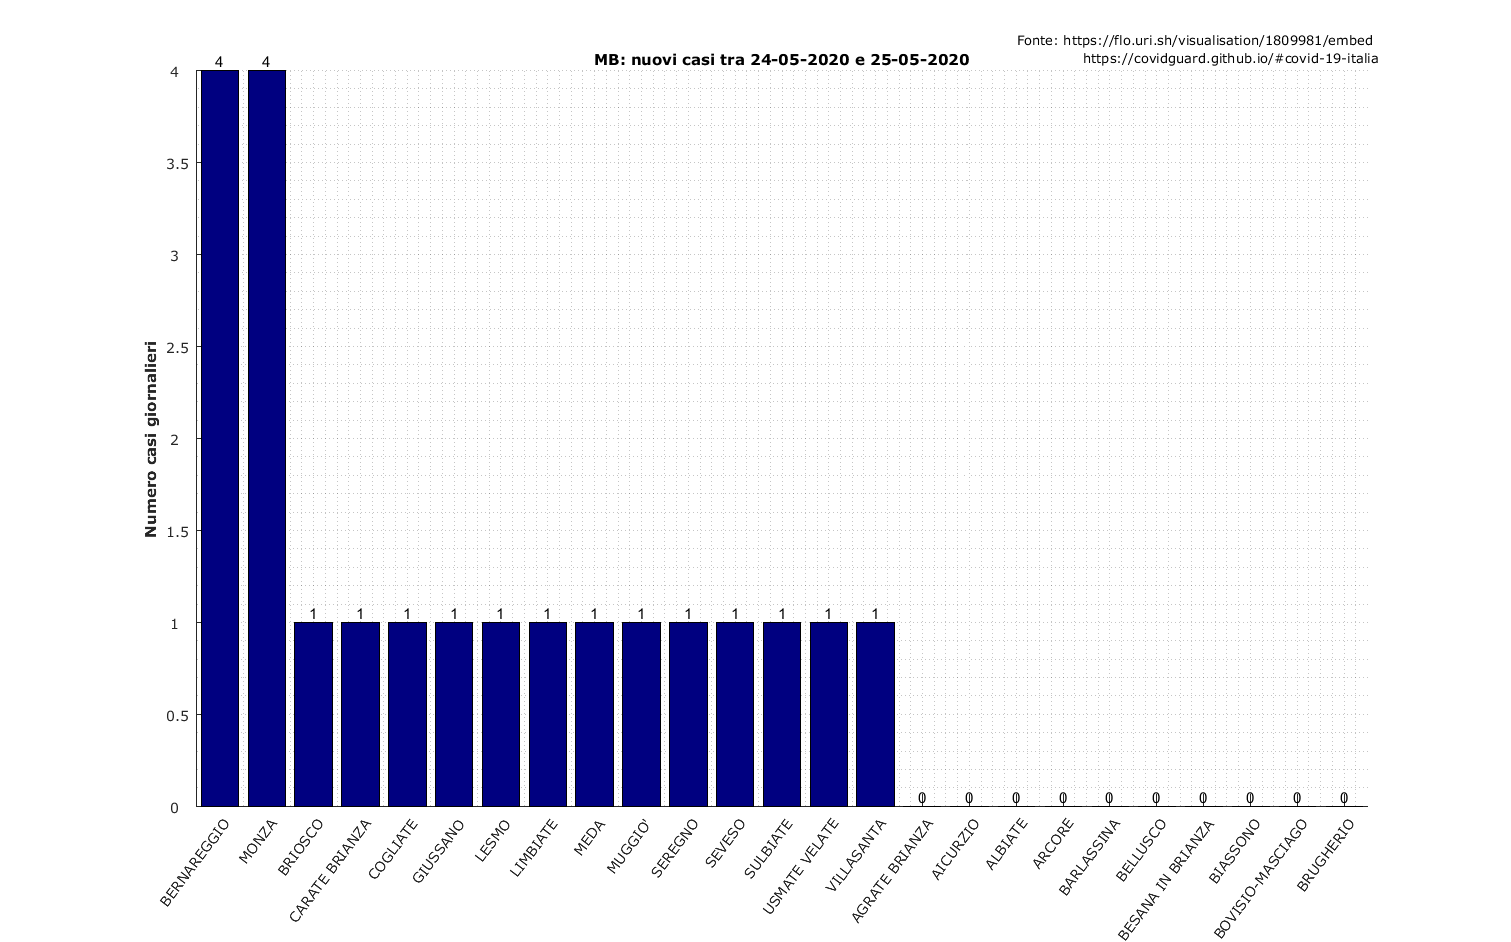 Fonte: https://flo.uri.sh/visualisation/1809981/embed
https://covidguard.github.io/#covid-19-italia
MB: nuovi casi tra 24-05-2020 e 25-05-2020
Numero casi giornalieri
4
3.5
3
2.5
2
1.5
1
0.5
0
4
4
1
1
1
1
1
1
1
1
1
1
1
1
1
0
0
0
0
0
0
0
0
0
0
BERNAREGGIO
MONZA
BRIOSCO
CARATE BRIANZA
COGLIATE
GIUSSANO
LESMO
LIMBIATE
MEDA
MUGGIO'
SEREGNO
SEVESO
SULBIATE
USMATE VELATE
VILLASANTA
AGRATE BRIANZA
AICURZIO
ALBIATE
ARCORE
BARLASSINA
BELLUSCO
BESANA IN BRIANZA
BIASSONO
BOVISIO-MASCIAGO
BRUGHERIO